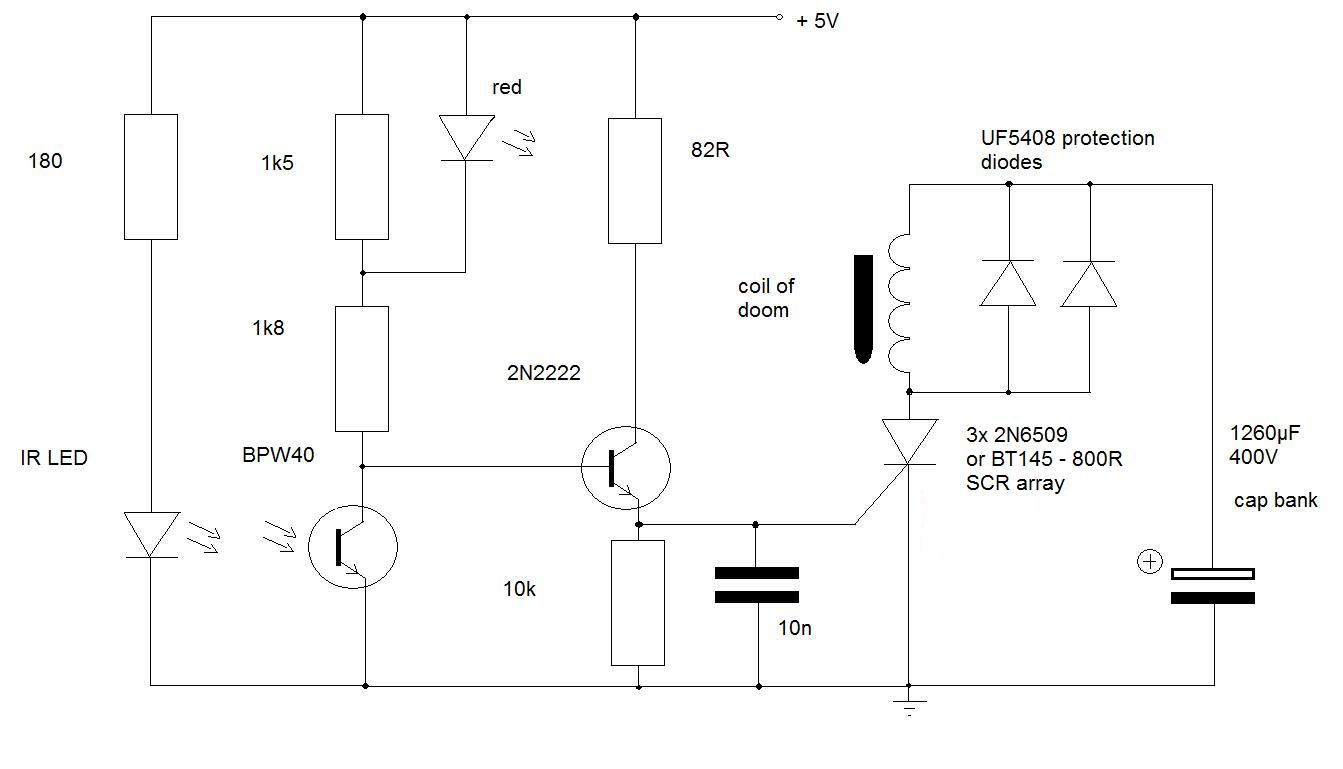 + 5V
red
180
1k5
82R
UF5408 protection
diodes
coil of
doom
1k8
2N2222
IR LED
BPW40
3x 2N6509
or BT145 - 800R
SCR array
1260µF
400V
cap bank
10k
10n